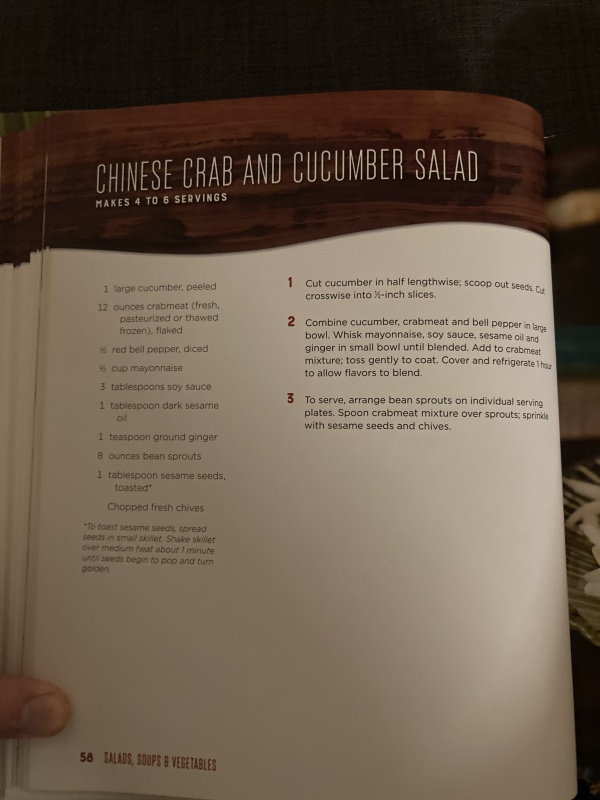 CHINESE CRAB AND CUCUMBER SALAD
MAKES 4 TO 6 SERVINGS
1 large cucumber, peeled
12 ounces crabmeat (fresh,
pasteurized or thawed
frozen), flaked
½ red bell pepper, diced
½ cup mayonnaise
3 tablespoons soy sauce
1 tablespoon dark sesame
oil
1 teaspoon ground ginger
8 ounces bean sprouts
1 tablespoon sesame seeds,
toasted*
Chopped fresh chives
*To toast sesame seeds, spread
seeds in small skillet. Shake skillet
over medium heat about 1 minute
until seeds begin to pop and turn
golden.
1 Cut cucumber in half lengthwise; scoop out seeds. Cut
crosswise into ½-inch slices.
2 Combine cucumber, crabmeat and bell pepper in large
bowl. Whisk mayonnaise, soy sauce, sesame oil and
ginger in small bowl until blended. Add to crabmeat
mixture; toss gently to coat. Cover and refrigerate 1 hour
to allow flavors to blend.
3 To serve, arrange bean sprouts on individual serving
plates. Spoon crabmeat mixture over sprouts; sprinkle
with sesame seeds and chives.
58 SALADS, SOUPS & VEGETABLES